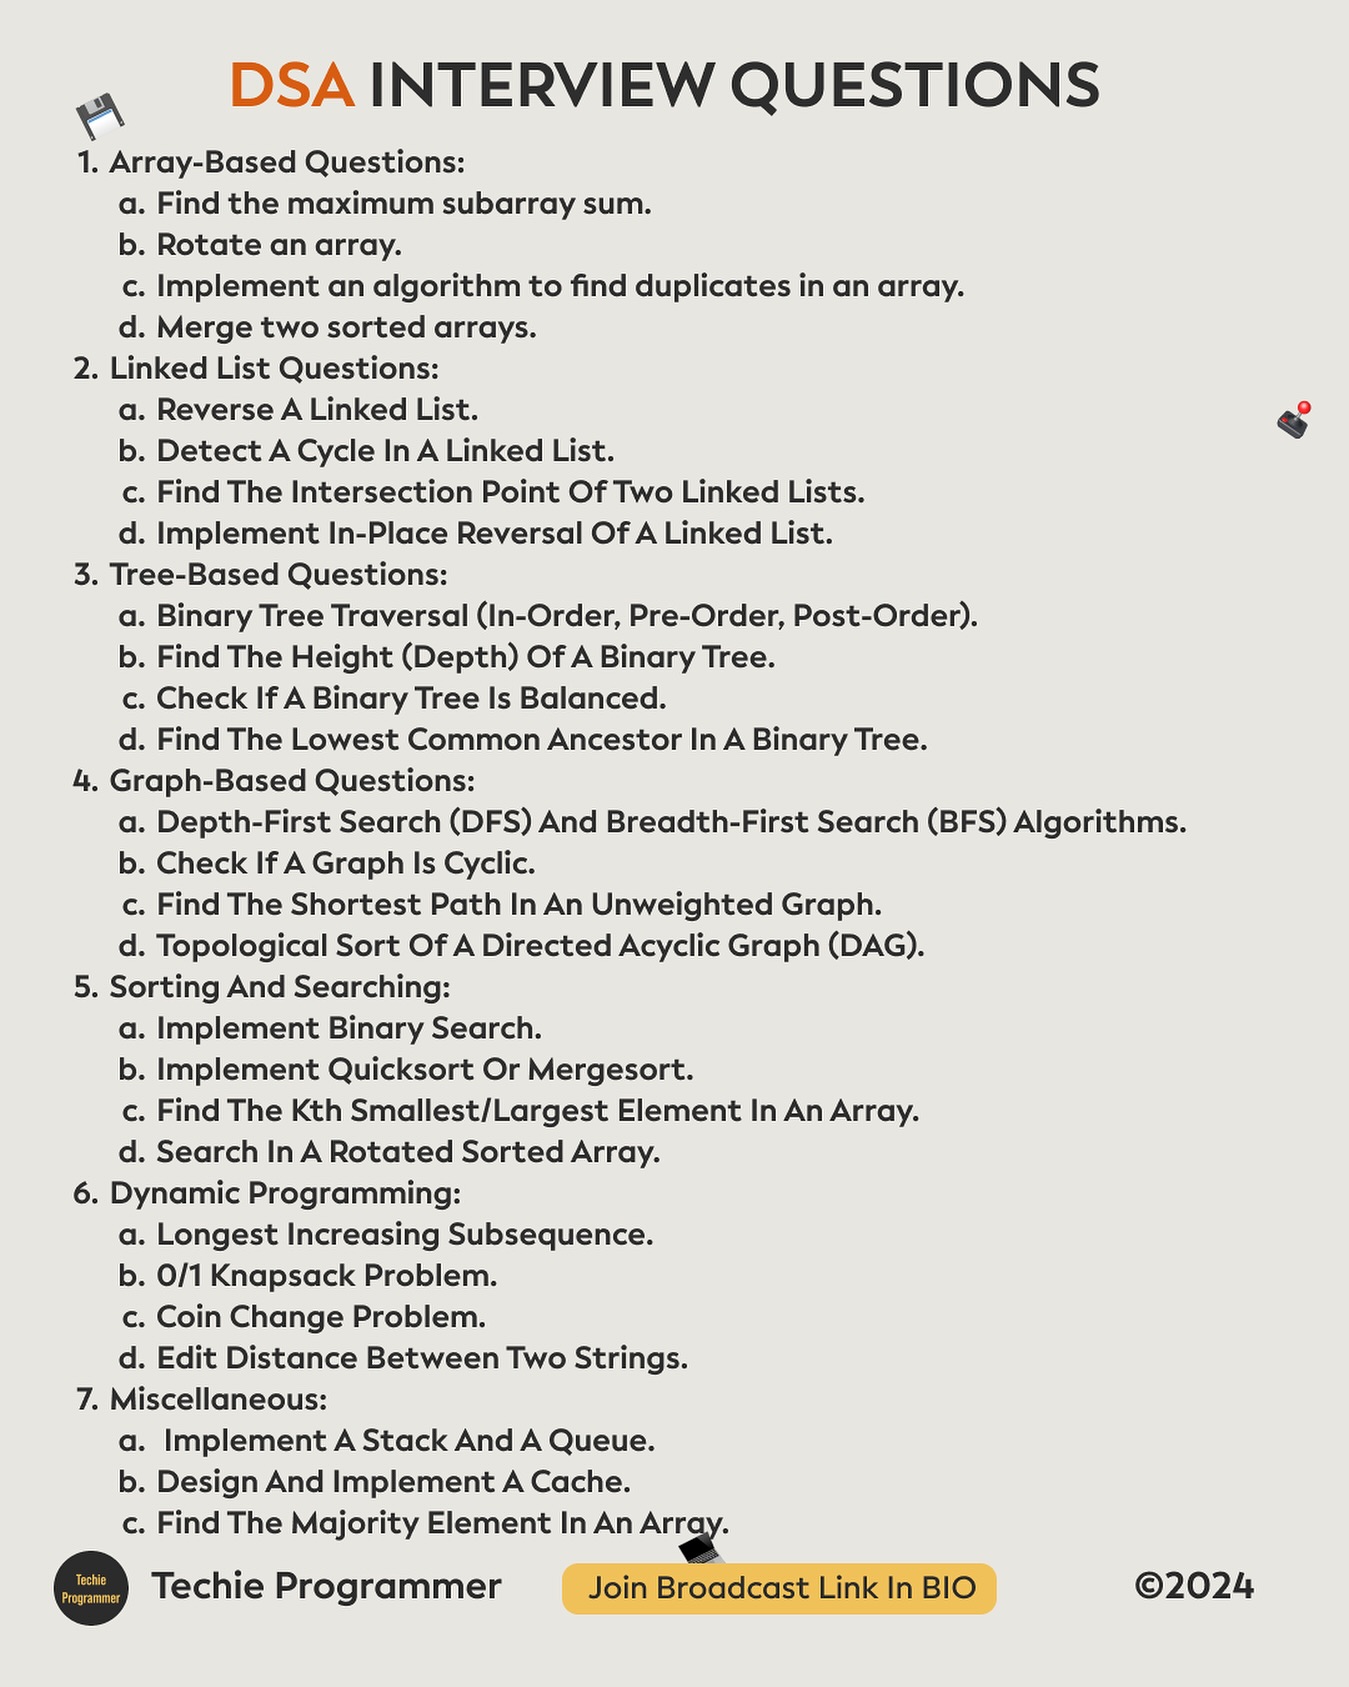 DSA INTERVIEW QUESTIONS
1. Array-Based Questions:
a. Find the maximum subarray sum.
b. Rotate an array.
c. Implement an algorithm to find duplicates in an array.
d. Merge two sorted arrays.
2. Linked List Questions:
a. Reverse A Linked List.
b. Detect A Cycle In A Linked List.
c. Find The Intersection Point Of Two Linked Lists.
d. Implement In-Place Reversal Of A Linked List.
3. Tree-Based Questions:
a. Binary Tree Traversal (In-Order, Pre-Order, Post-Order).
b. Find The Height (Depth) Of A Binary Tree.
c. Check If A Binary Tree Is Balanced.
d. Find The Lowest Common Ancestor In A Binary Tree.
4. Graph-Based Questions:
a. Depth-First Search (DFS) And Breadth-First Search (BFS) Algorithms.
b. Check If A Graph Is Cyclic.
c. Find The Shortest Path In An Unweighted Graph.
d. Topological Sort Of A Directed Acyclic Graph (DAG).
5. Sorting And Searching:
a. Implement Binary Search.
b. Implement Quicksort Or Mergesort.
c. Find The Kth Smallest/Largest Element In An Array.
d. Search In A Rotated Sorted Array.
6. Dynamic Programming:
a. Longest Increasing Subsequence.
b. 0/1 Knapsack Problem.
c. Coin Change Problem.
d. Edit Distance Between Two Strings.
7. Miscellaneous:
a. Implement A Stack And A Queue.
b. Design And Implement A Cache.
c. Find The Majority Element In An Array.
Techie
Programmer
Techie Programmer
Join Broadcast Link In BIO
©2024